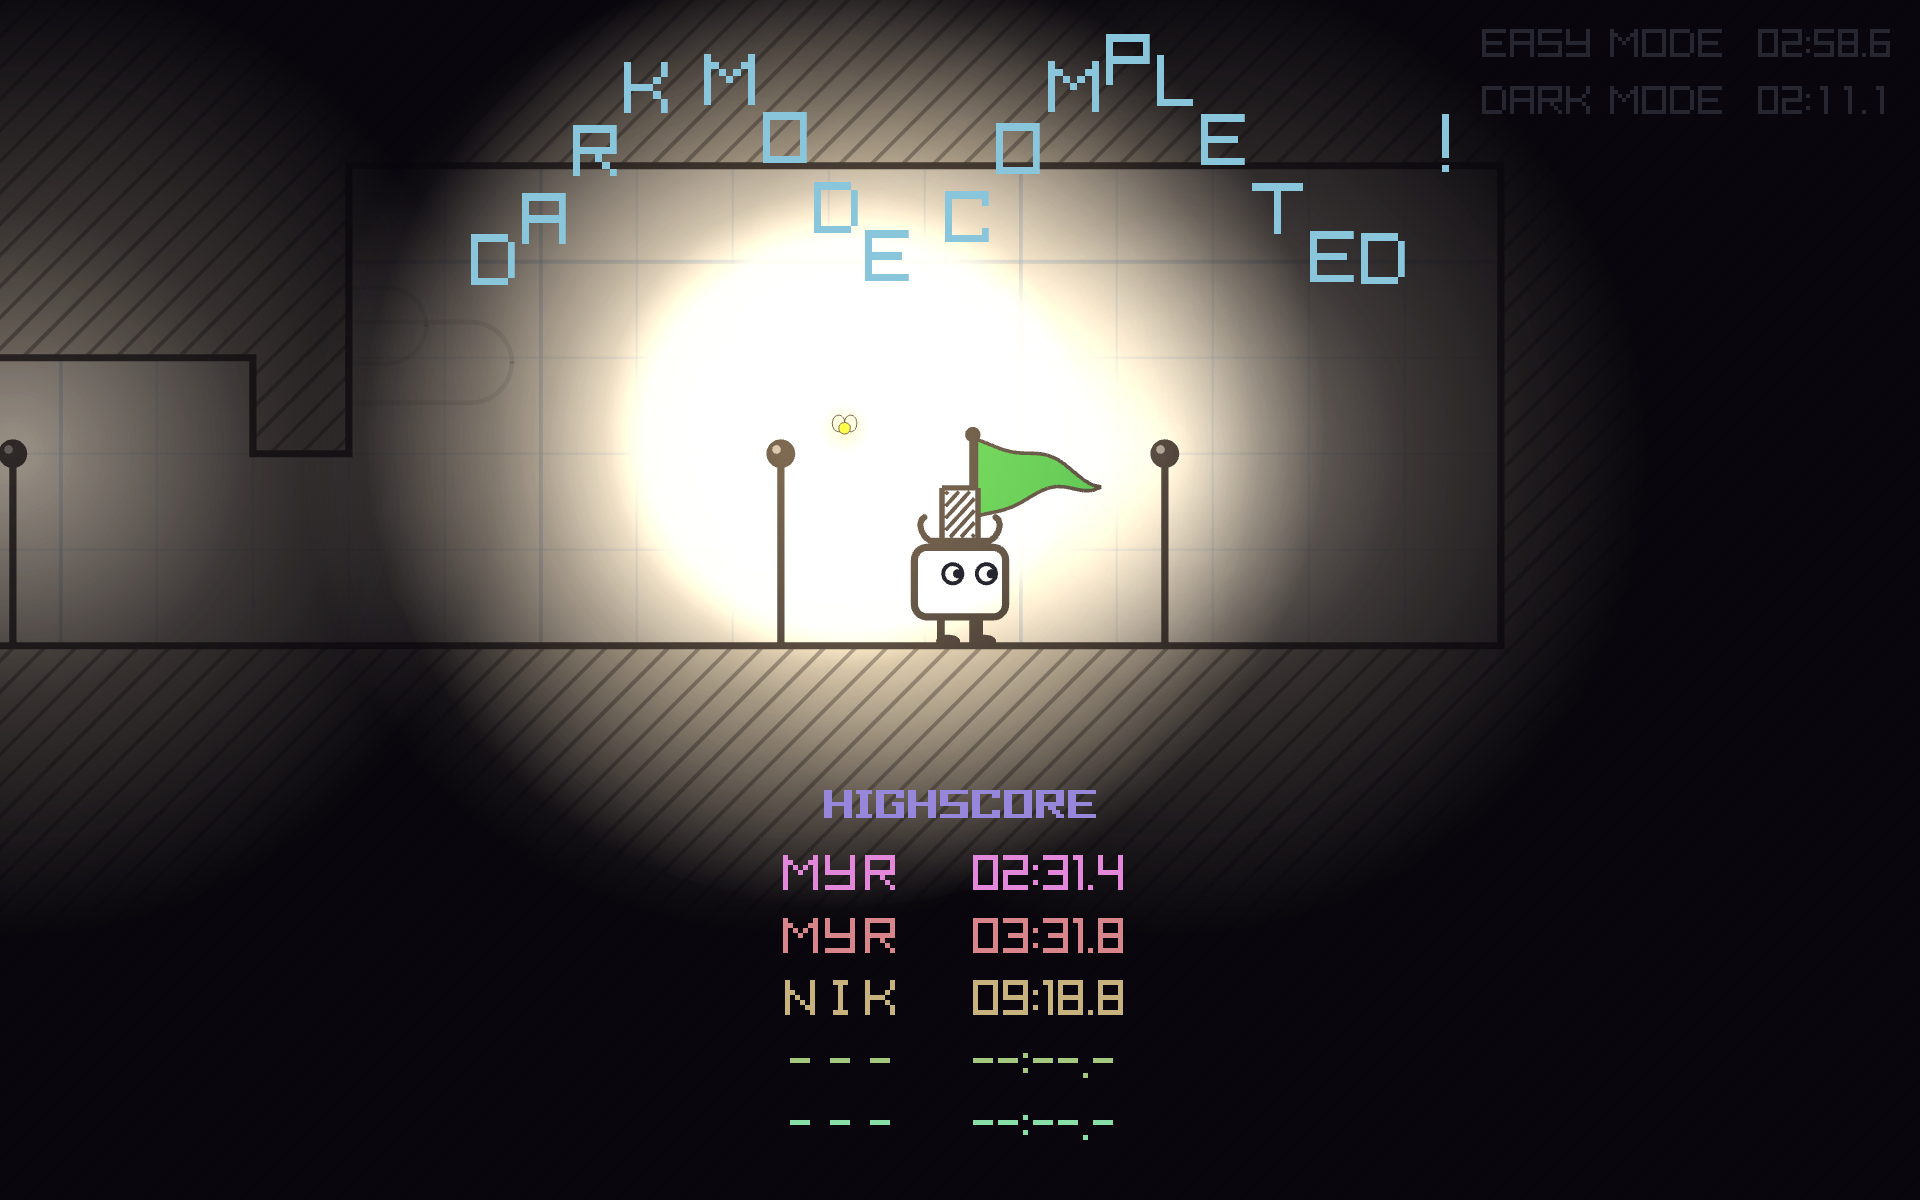 DARK MODE COMPLETED !
EASY MODE 02:58.6
DARK MODE 02:11.1
HIGHSCORE
MYR 02:31.4
MYR 03:31.8
NIK 09:18.8
--- --:--.-
--- --:--.-